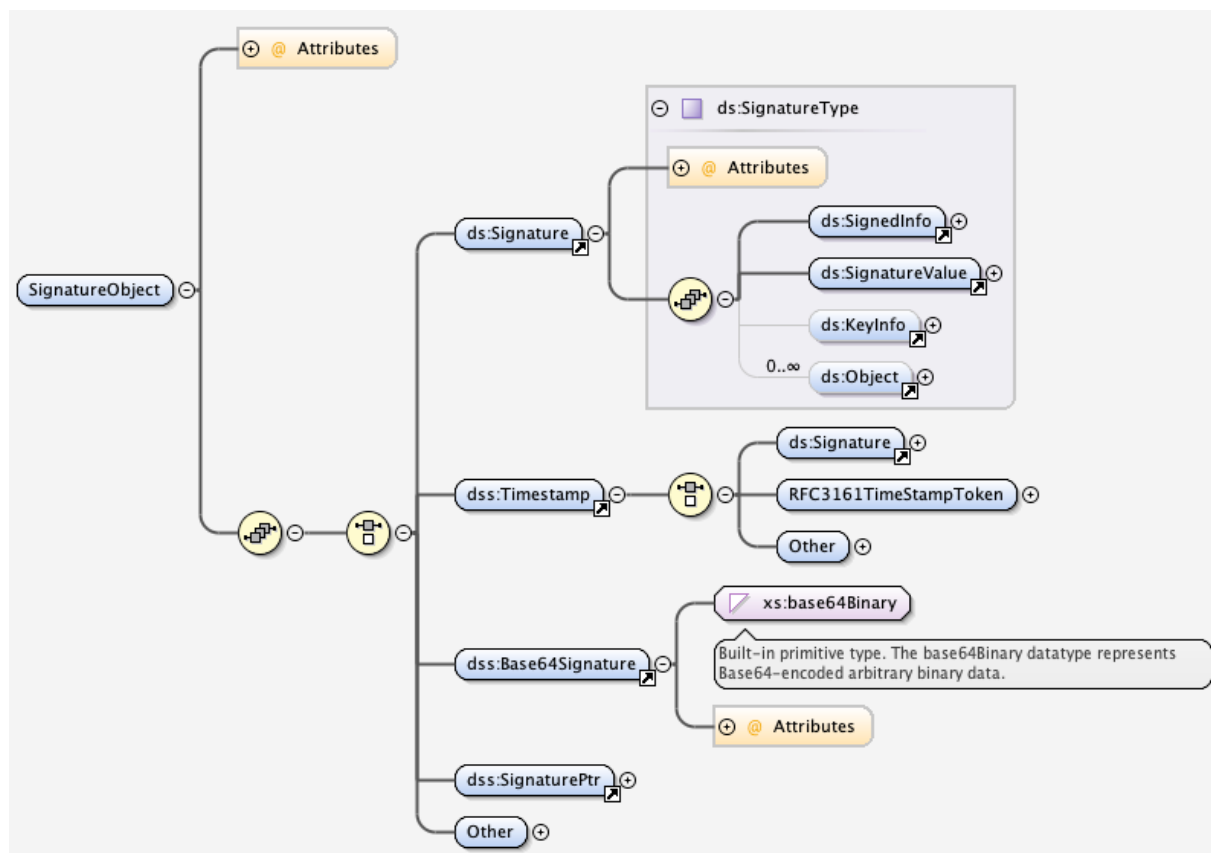 @ Attributes
ds:SignatureType
@ Attributes
ds:SignedInfo
ds:Signature
ds:SignatureValue
SignatureObject
ds:KeyInfo
0..∞
ds:Object
ds:Signature
dss:Timestamp
RFC3161TimeStampToken
Other
xs:base64Binary
Built-in primitive type. The base64Binary datatype represents
Base64-encoded arbitrary binary data.
dss:Base64Signature
@ Attributes
dss:SignaturePtr
Other